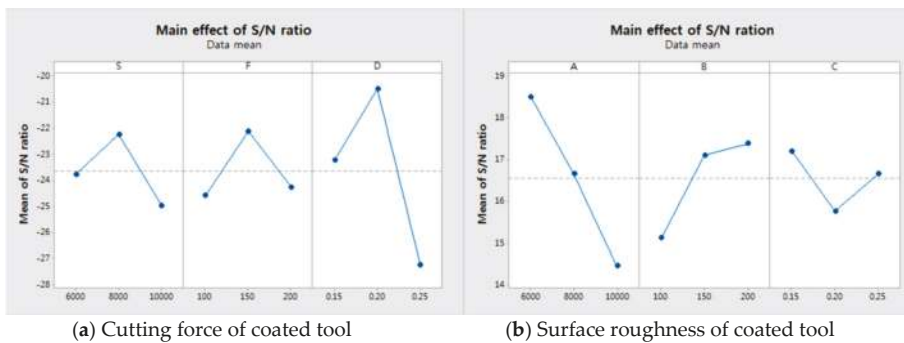 Main effect of S/N ratio
Data mean
S F D
Mean of S/N ratio
-20
-21
-22
-23
-24
-25
-26
-27
-28
6000 8000 10000 100 150 200 0.15 0.20 0.25
(a) Cutting force of coated tool
Main effect of S/N ration
Data mean
A B C
Mean of S/N ratio
19
18
17
16
15
14
6000 8000 10000 100 150 200 0.15 0.20 0.25
(b) Surface roughness of coated tool